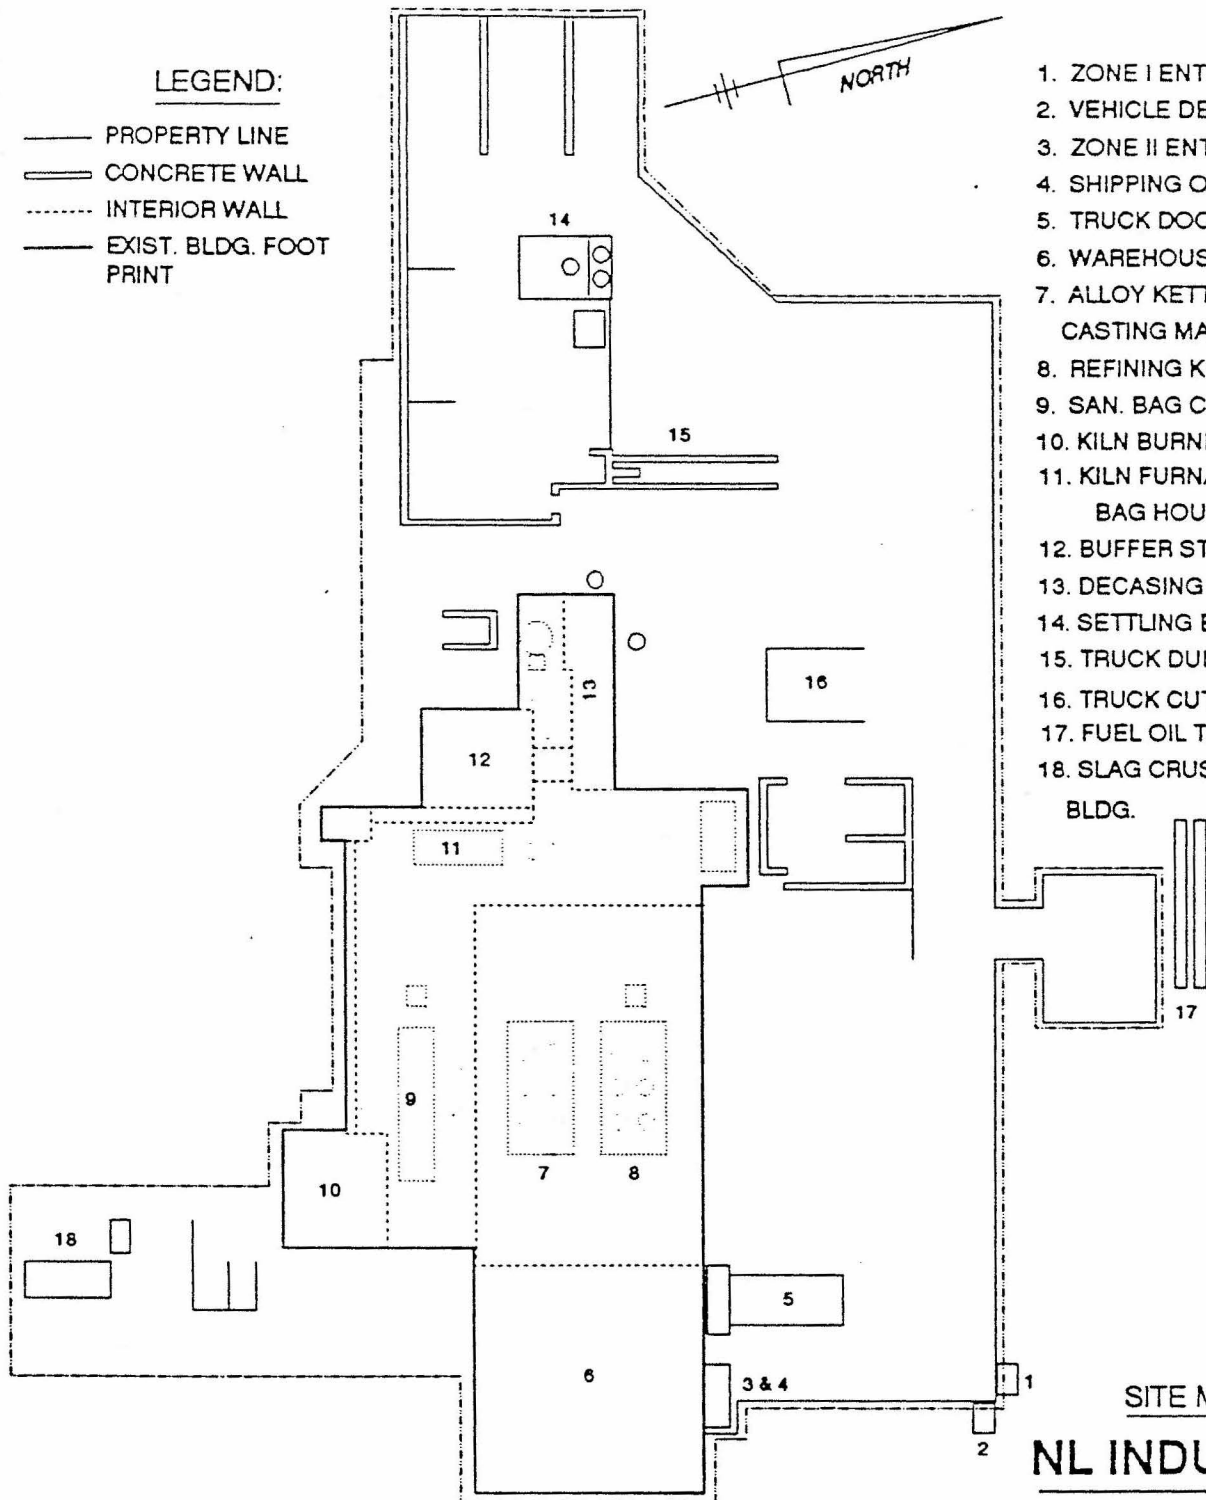 LEGEND:
PROPERTY LINE
CONCRETE WALL
INTERIOR WALL
EXIST. BLDG. FOOT
PRINT
NORTH
1. ZONE I ENT
2. VEHICLE DE
3. ZONE II ENT
4. SHIPPING O
5. TRUCK DOC
6. WAREHOUS
7. ALLOY KETT
CASTING MA
8. REFINING K
9. SAN. BAG C
10. KILN BURN
11. KILN FURNA
BAG HOU
12. BUFFER ST
13. DECASING
14. SETTLING
15. TRUCK DU
16. TRUCK CUT
17. FUEL OIL T
18. SLAG CRUS
BLDG.
14
15
13
16
12
11
17
9
7
8
10
18
5
6
3 & 4
1
2
SITE M
NL INDU